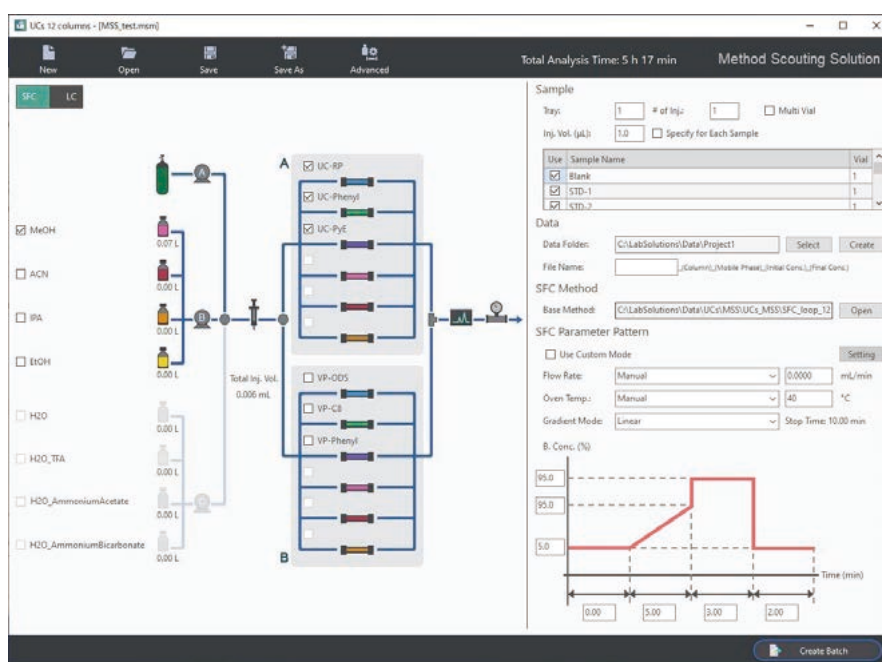 UCs 12 columns - [MSS_test.msm]
New
Open
Save
Save As
Advanced
Total Analysis Time: 5 h 17 min
Method Scouting Solution
SFC
LC
A
MeOH
0.07 L
ACN
0.00 L
IPA
B
0.00 L
EtOH
0.00 L
H2O
0.00 L
H2O_TFA
0.00 L
H2O_AmmoniumAcetate
0.00 L
H2O_AmmoniumBicarbonate
0.00 L
Total Inj. Vol.
0.006 mL
A
UC-RP
UC-Phenyl
UC-PyE
VP-ODS
VP-C8
VP-Phenyl
B
Sample
Tray: 1 # of Inj.: 1 Multi Vial
Inj. Vol. (µL): 1.0 Specify for Each Sample
Use Sample Name Vial
Blank 1
STD-1 1
STD-2
Data
Data Folder: C:\LabSolutions\Data\Project1 Select Create
File Name: _(Column)_(Mobile Phase)_(Initial Conc.)_(Final Conc.)
SFC Method
Base Method: C:\LabSolutions\Data\UCs\MSS\UCs_MSS\SFC_loop_12 Open
SFC Parameter Pattern
Use Custom Mode Setting
Flow Rate: Manual 0.0000 mL/min
Oven Temp.: Manual 40 °C
Gradient Mode: Linear Stop Time: 10.00 min
B. Conc. (%)
95.0
95.0
5.0
Time (min)
0.00 5.00 3.00 2.00
Create Batch